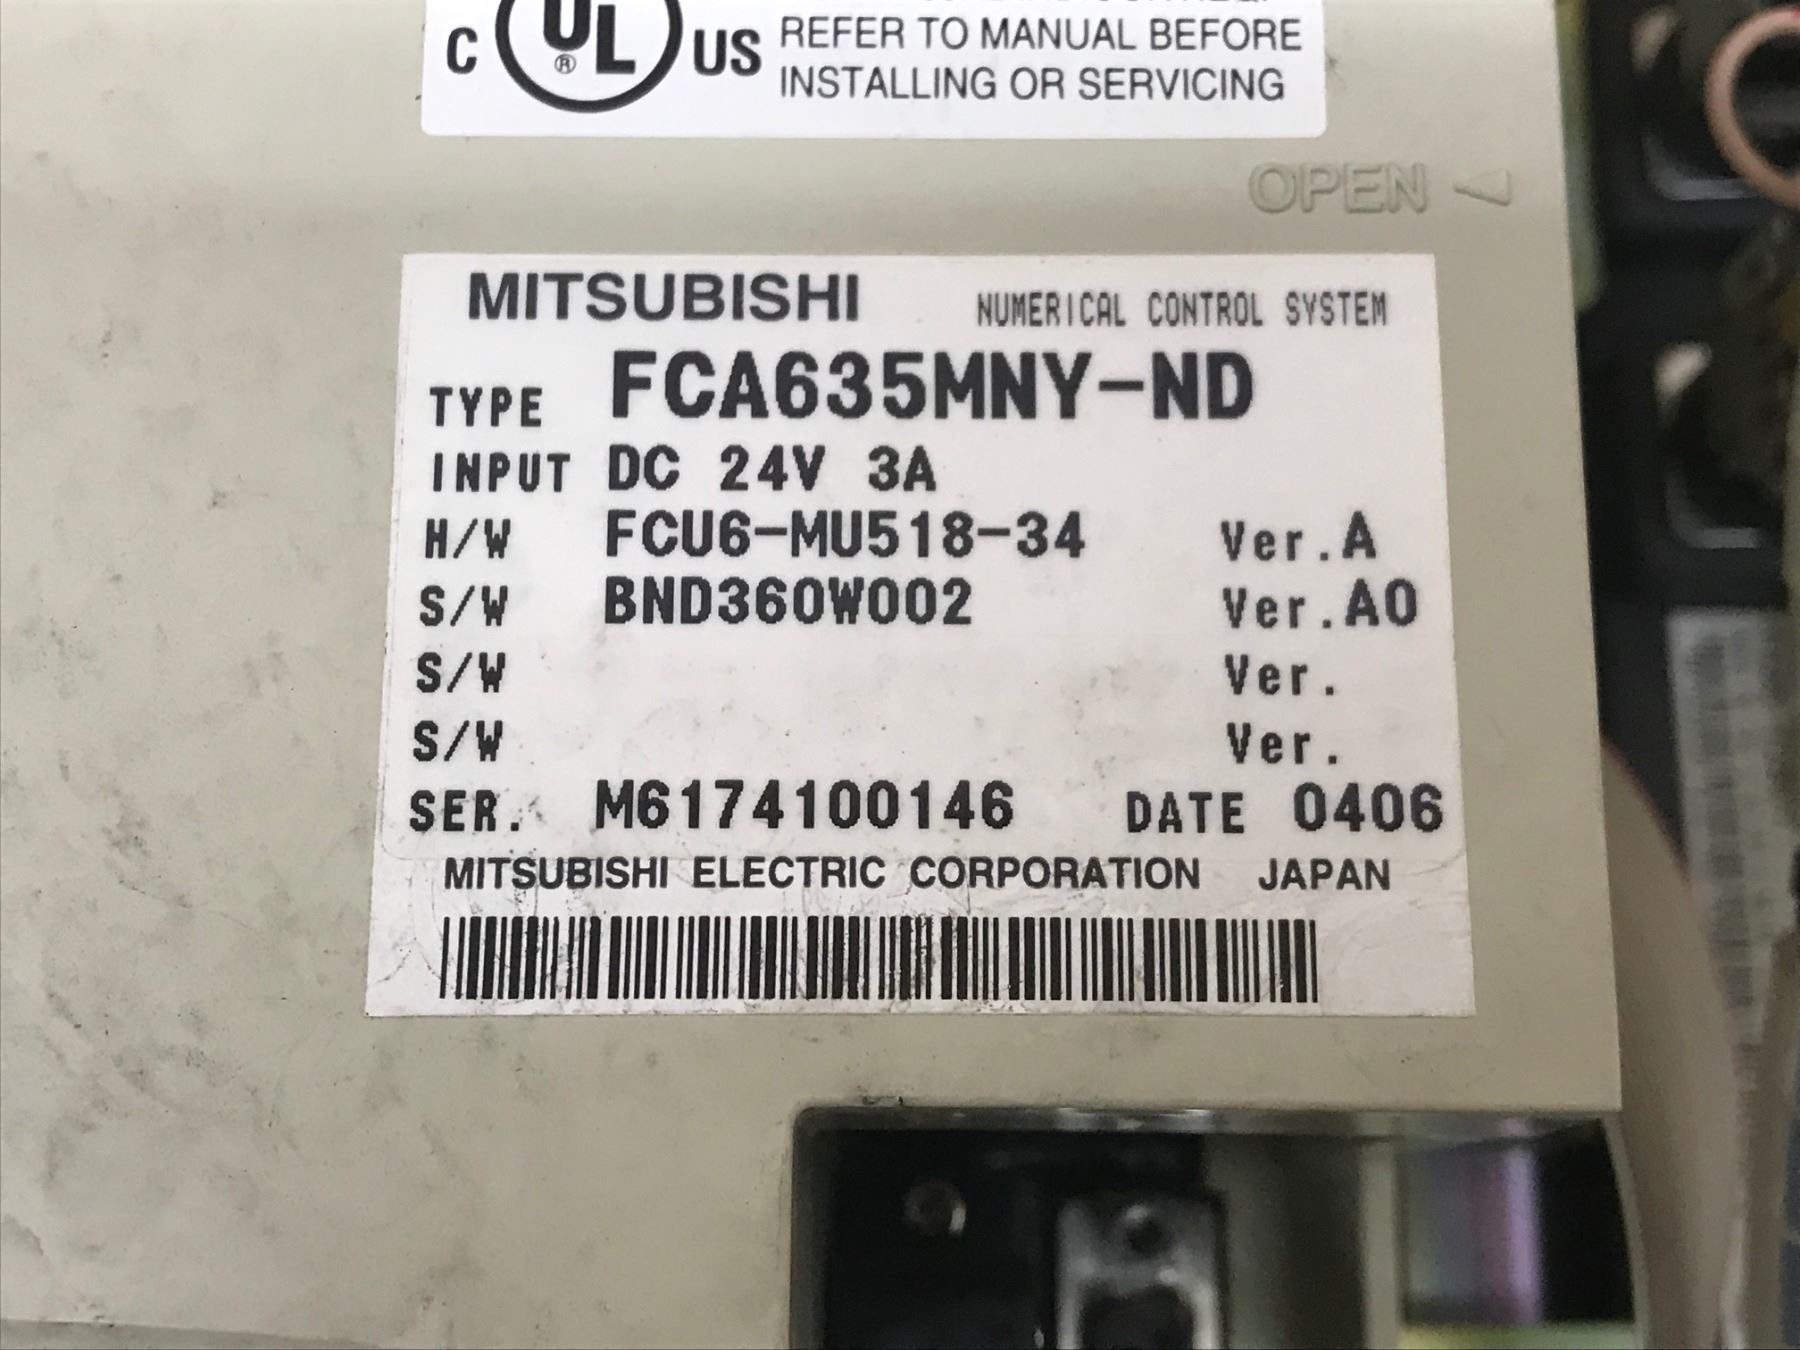 C UL ® US
REFER TO MANUAL BEFORE
INSTALLING OR SERVICING
OPEN
MITSUBISHI NUMERICAL CONTROL SYSTEM
TYPE FCA635MNY-ND
INPUT DC 24V 3A
H/W FCU6-MU518-34 Ver.A
S/W BND360W002 Ver.A0
S/W Ver.
S/W Ver.
SER. M6174100146 DATE 0406
MITSUBISHI ELECTRIC CORPORATION JAPAN